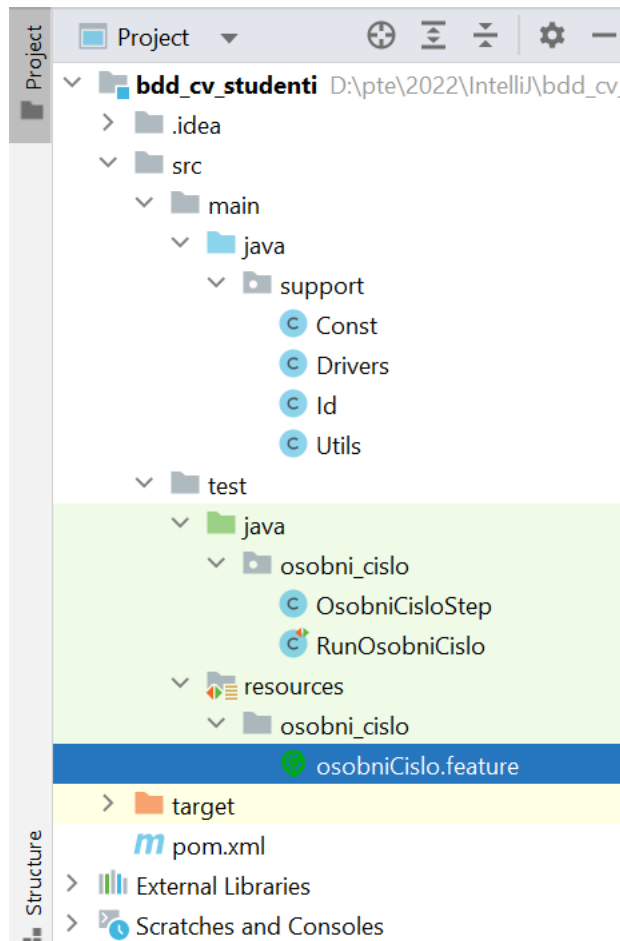 Project
Project
bdd_cv_studenti D:\pte\2022\IntelliJ\bdd_cv_
.idea
src
main
java
support
C Const
C Drivers
C Id
C Utils
test
java
osobni_cislo
C OsobniCisloStep
C RunOsobniCislo
resources
osobni_cislo
osobniCislo.feature
target
m pom.xml
External Libraries
Scratches and Consoles
Structure